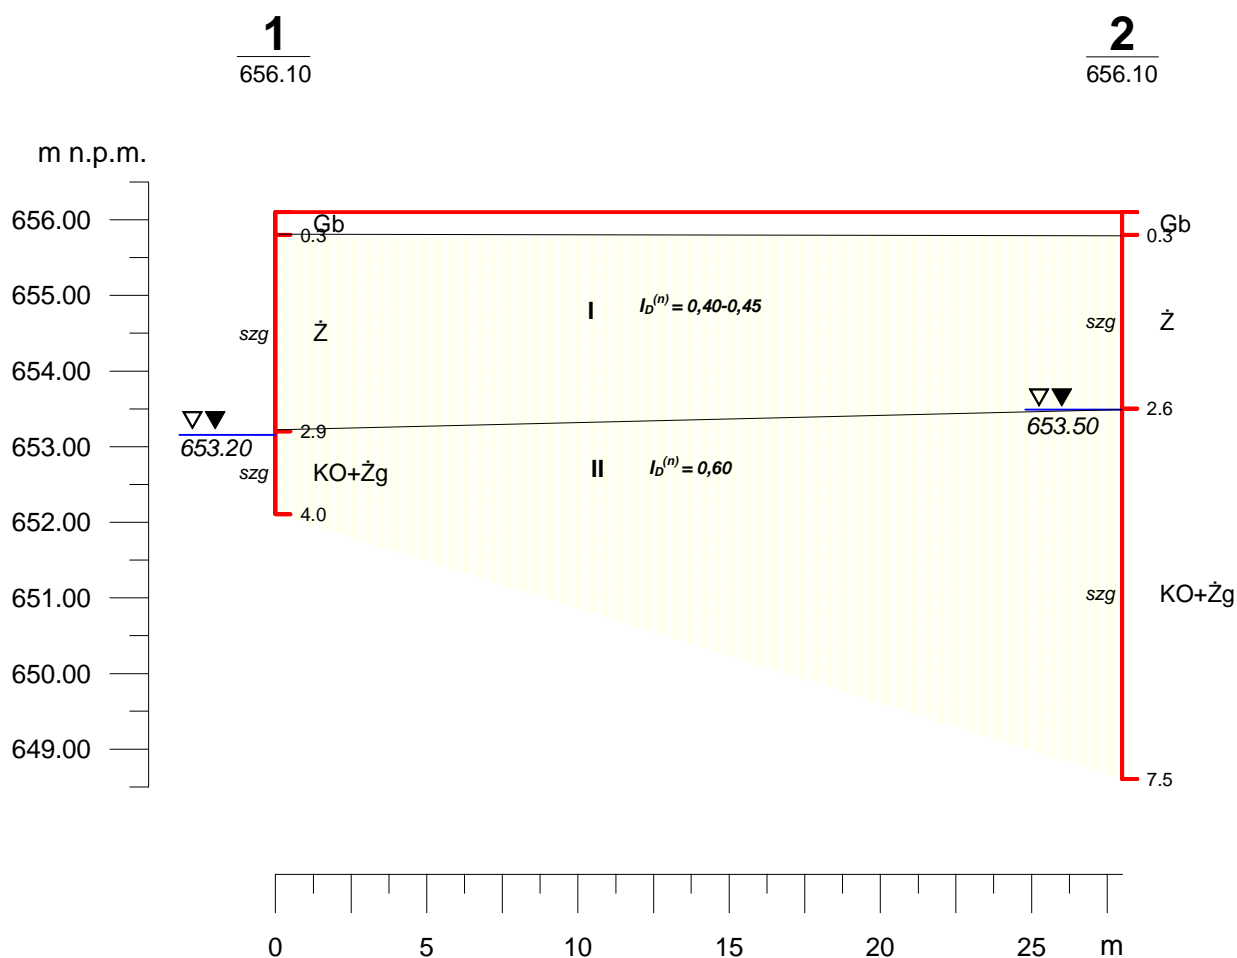 1
656.10
2
656.10
m n.p.m.
656.00
655.00
654.00
653.00
652.00
651.00
650.00
649.00
Gb
0.3
szg
Ż
2.9
653.20
szg
KO+Żg
4.0
I
I_D^(n) = 0,40-0,45
II
I_D^(n) = 0,60
Gb
0.3
szg
Ż
2.6
653.50
szg
KO+Żg
7.5
0 5 10 15 20 25 m